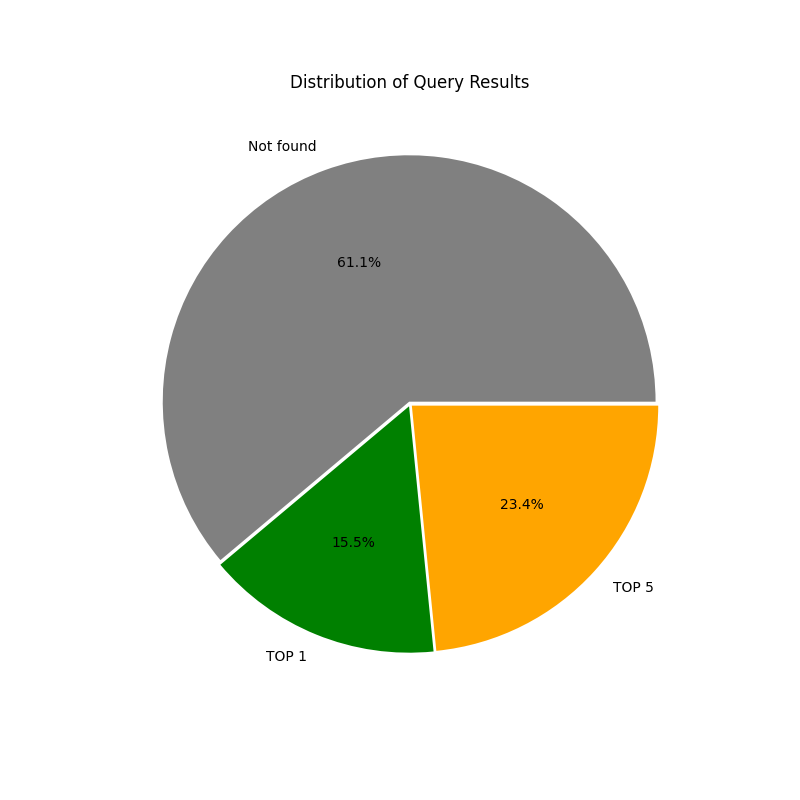 Distribution of Query Results
Not found
61.1%
23.4%
15.5%
TOP 5
TOP 1